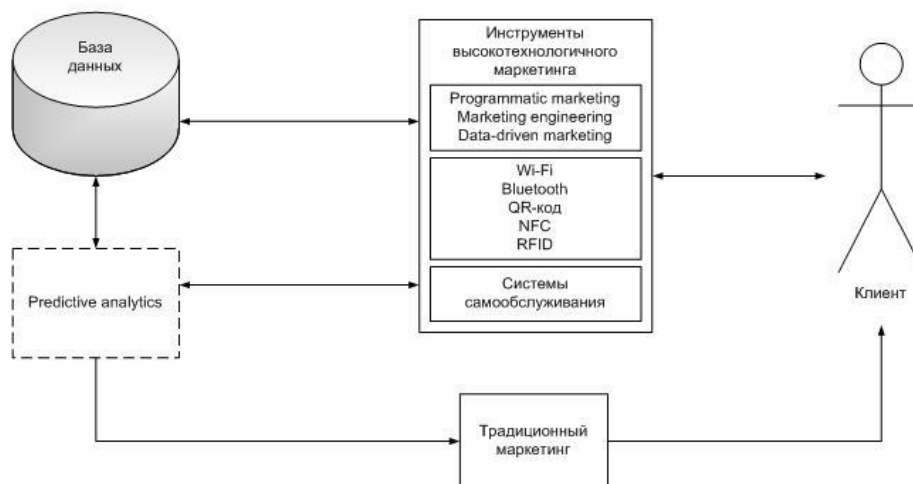 База
данных
Инструменты
высокотехнологичного
маркетинга
Programmatic marketing
Marketing engineering
Data-driven marketing
Wi-Fi
Bluetooth
QR-код
NFC
RFID
Системы
самообслуживания
Predictive analytics
Клиент
Традиционный
маркетинг